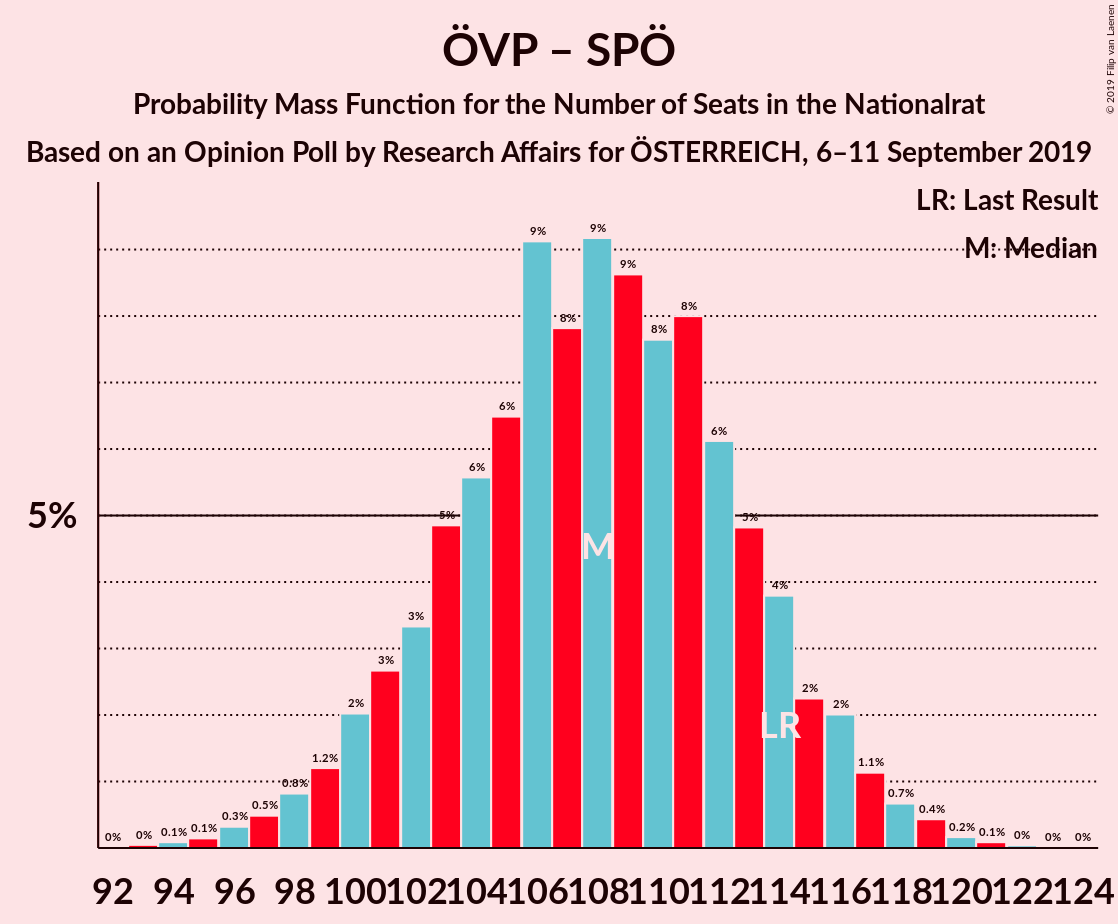 ÖVP – SPÖ
Probability Mass Function for the Number of Seats in the Nationalrat
Based on an Opinion Poll by Research Affairs for ÖSTERREICH, 6–11 September 2019
© 2019 Filip van Laenen
LR: Last Result
M: Median
5%
0% 0% 0.1% 0.1% 0.3% 0.5% 0.8% 1.2% 2% 3% 3% 5% 6% 6% 9% 8% 9% 9% 8% 8% 6% 5% 4% 2% 2% 1.1% 0.7% 0.4% 0.2% 0.1% 0% 0% 0%
M
LR
92 94 96 98 100 102 104 106 108 110 112 114 116 118 120 122 124